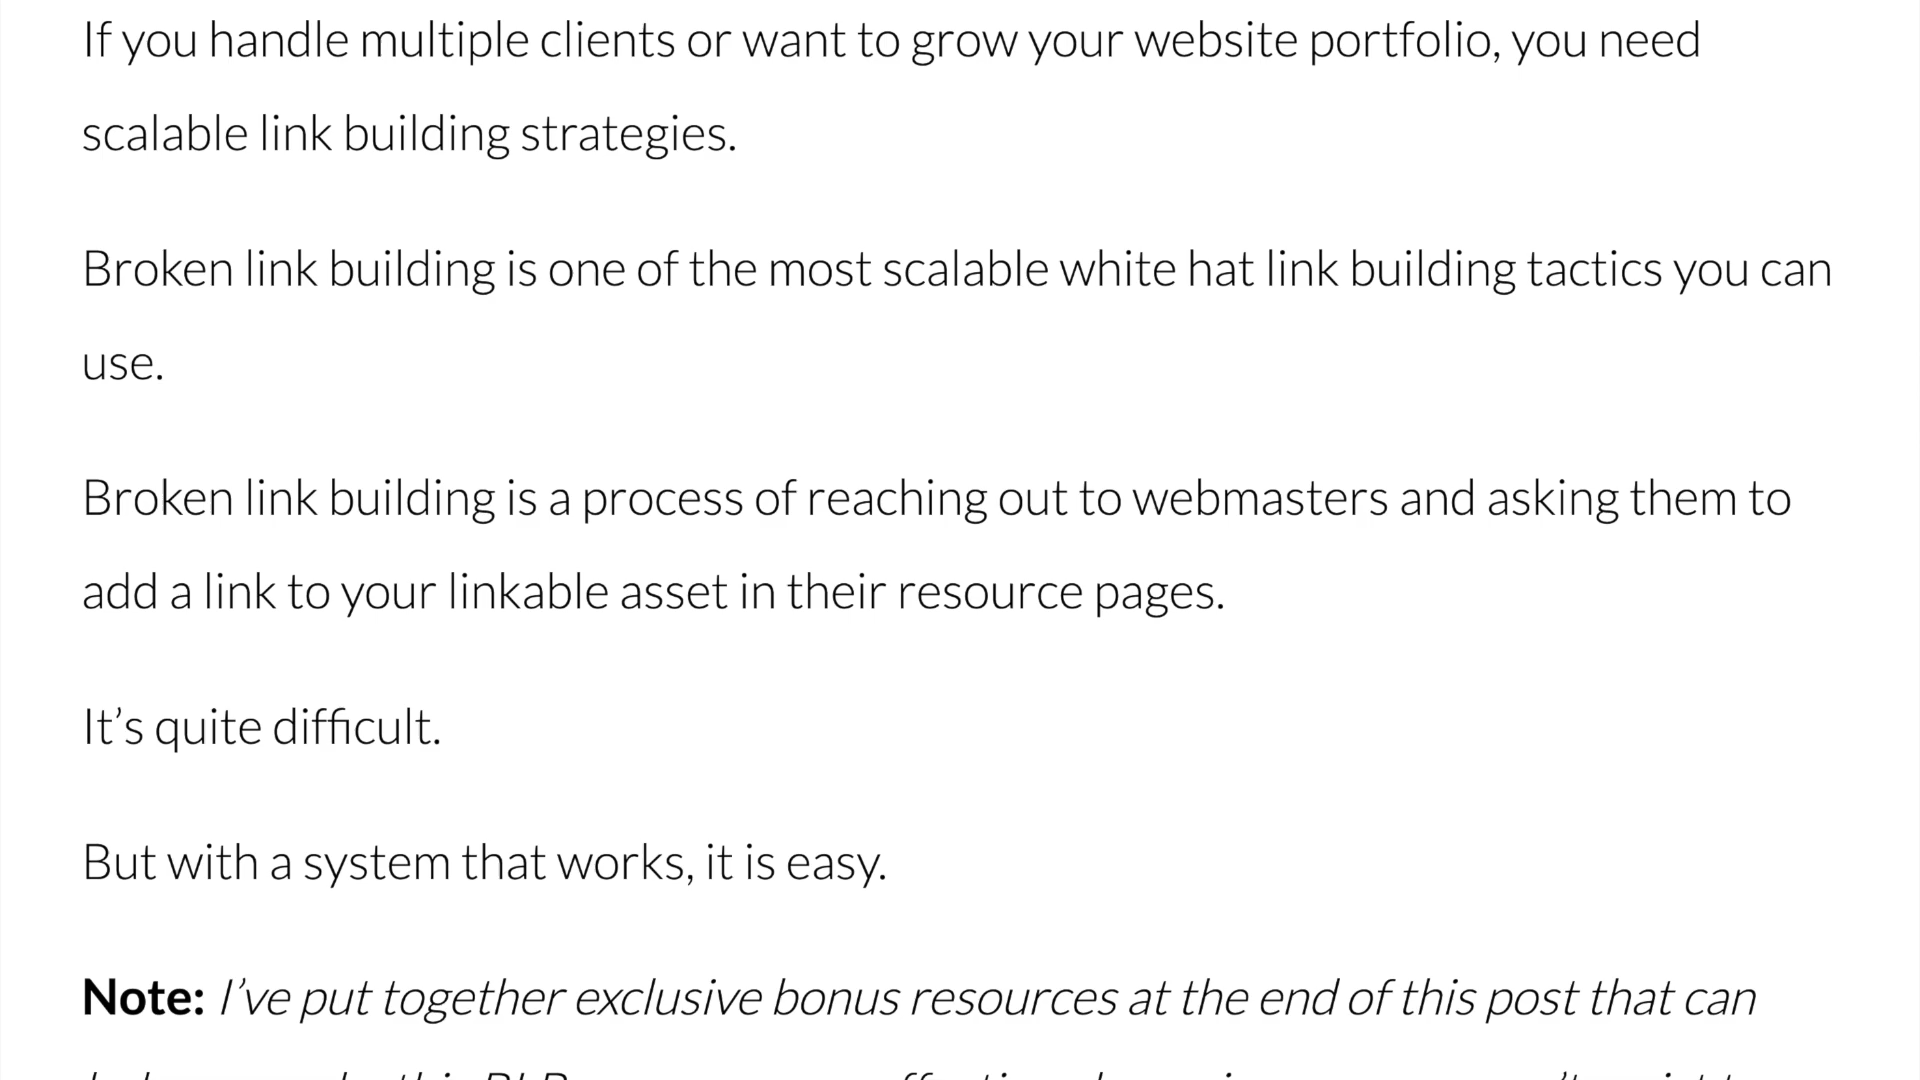 If you handle multiple clients or want to grow your website portfolio, you need
scalable link building strategies.
Broken link building is one of the most scalable white hat link building tactics you can
use.
Broken link building is a process of reaching out to webmasters and asking them to
add a link to your linkable asset in their resource pages.
It’s quite difficult.
But with a system that works, it is easy.
Note: I’ve put together exclusive bonus resources at the end of this post that can